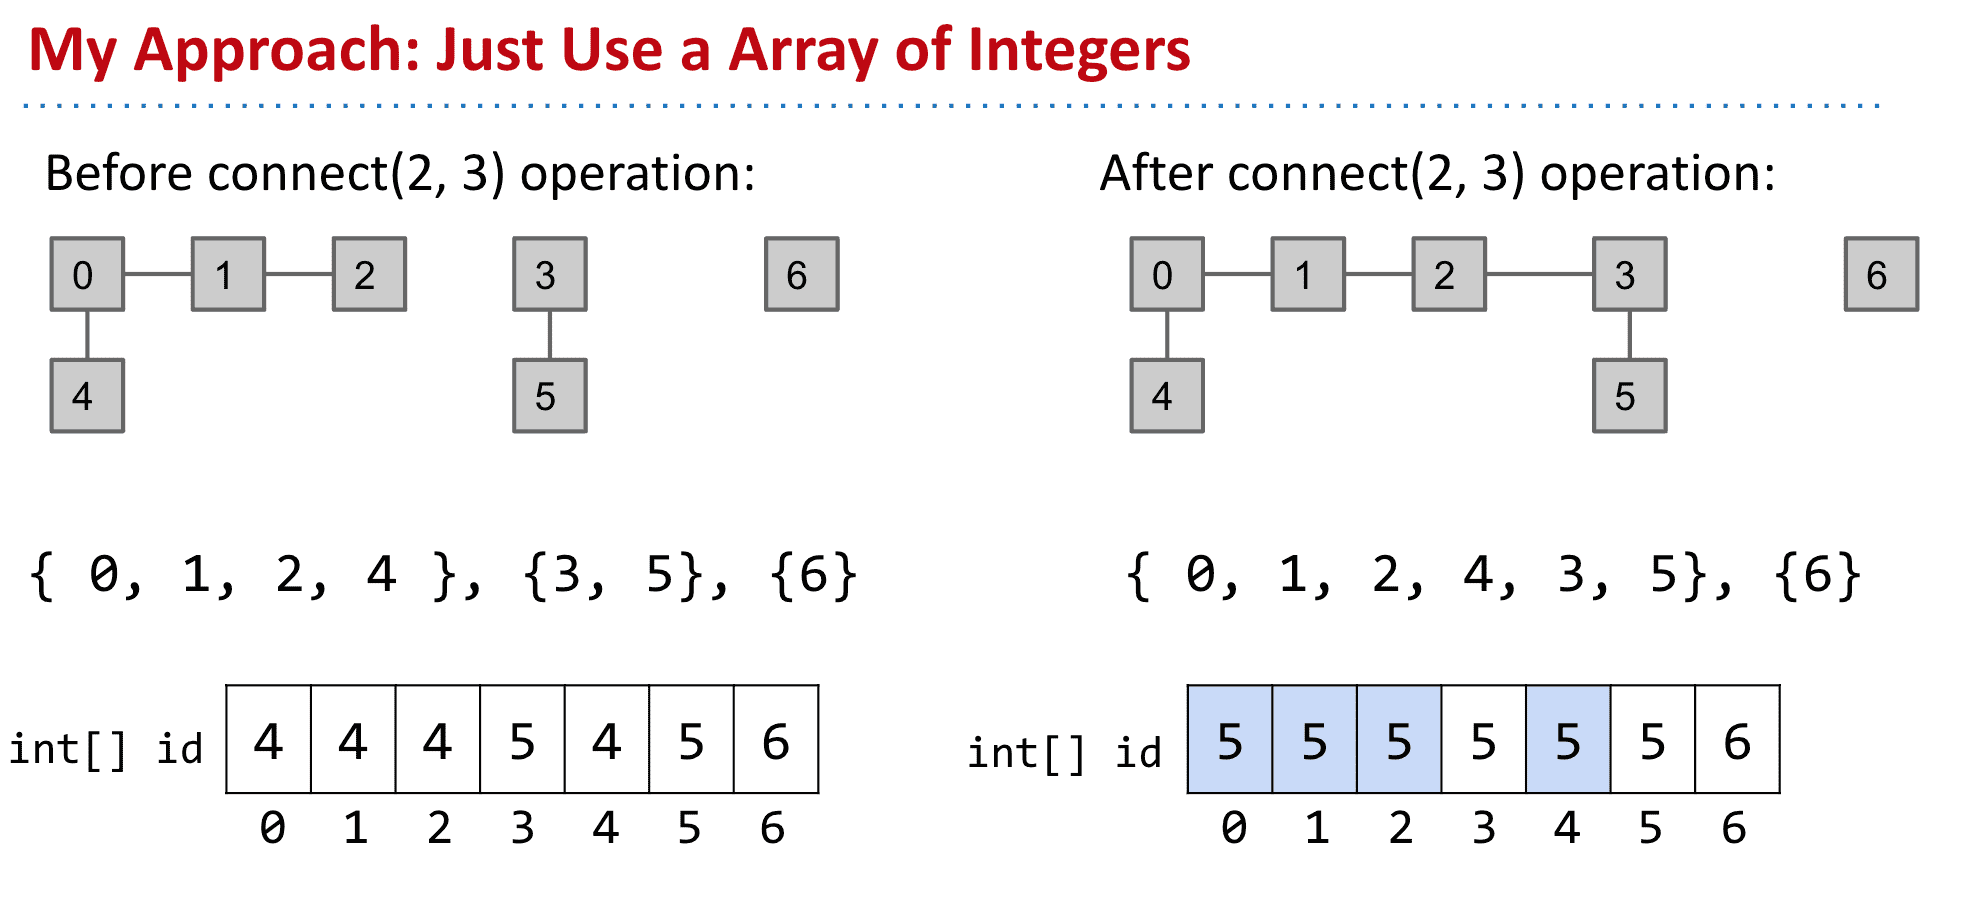 My Approach: Just Use a Array of Integers
Before connect(2, 3) operation:
0 1 2 3 6
4 5
{ 0, 1, 2, 4 }, {3, 5}, {6}
int[] id 4 4 4 5 4 5 6
0 1 2 3 4 5 6
After connect(2, 3) operation:
0 1 2 3 6
4 5
{ 0, 1, 2, 4, 3, 5}, {6}
int[] id 5 5 5 5 5 5 6
0 1 2 3 4 5 6